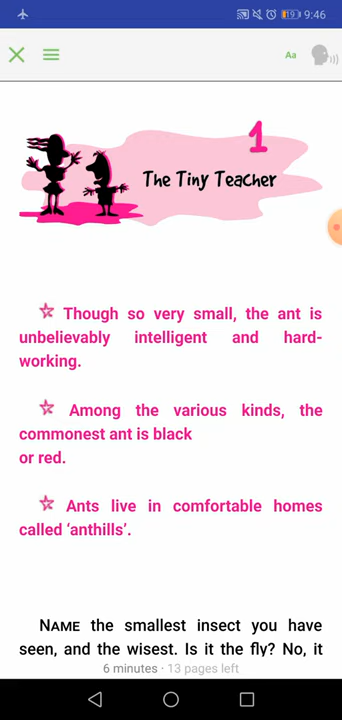 19 9:46
Aa
1
The Tiny Teacher
Though so very small, the ant is
unbelievably intelligent and hard-
working.
Among the various kinds, the
commonest ant is black
or red.
Ants live in comfortable homes
called ‘anthills’.
NAME the smallest insect you have
seen, and the wisest. Is it the fly? No, it
6 minutes · 13 pages left